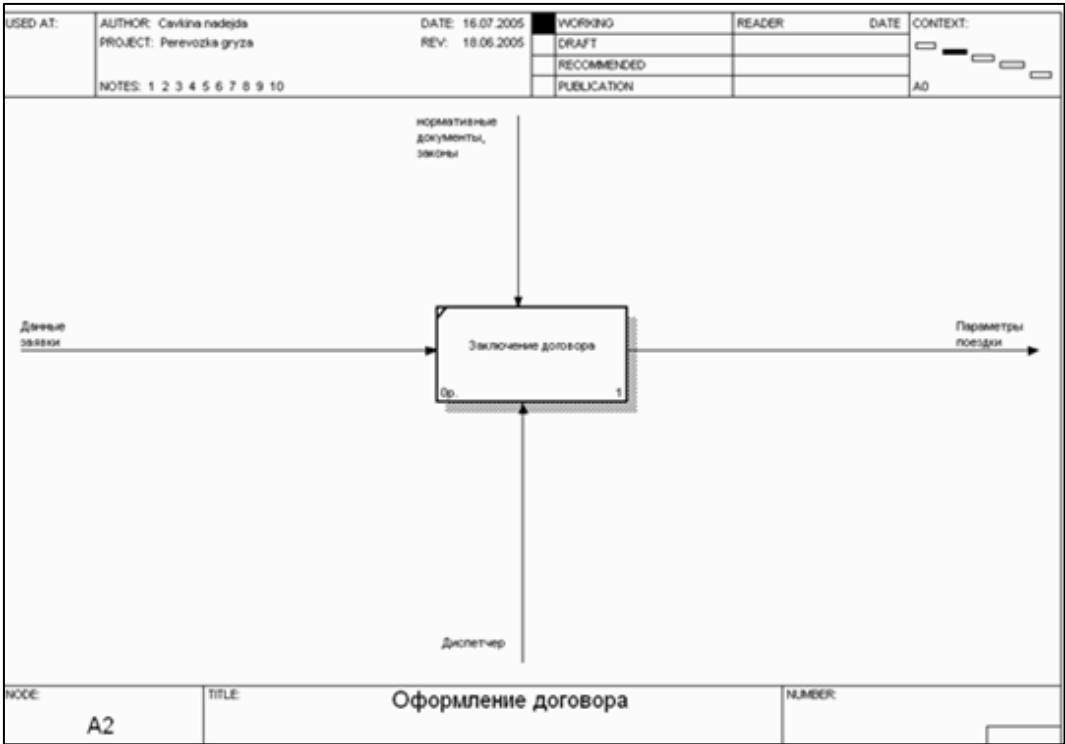 USED AT:
AUTHOR: Cavkina nadejda
DATE: 16.07.2005
WORKING
READER
DATE
CONTEXT:
PROJECT: Perevozka gryza
REV: 18.06.2005
DRAFT
RECOMMENDED
NOTES: 1 2 3 4 5 6 7 8 9 10
PUBLICATION
A0
нормативные
документы,
законы
Данные
заявки
Заключение договора
0р.
1
Параметры
поездки
Диспетчер
NODE:
TITLE:
Оформление договора
NUMBER:
A2